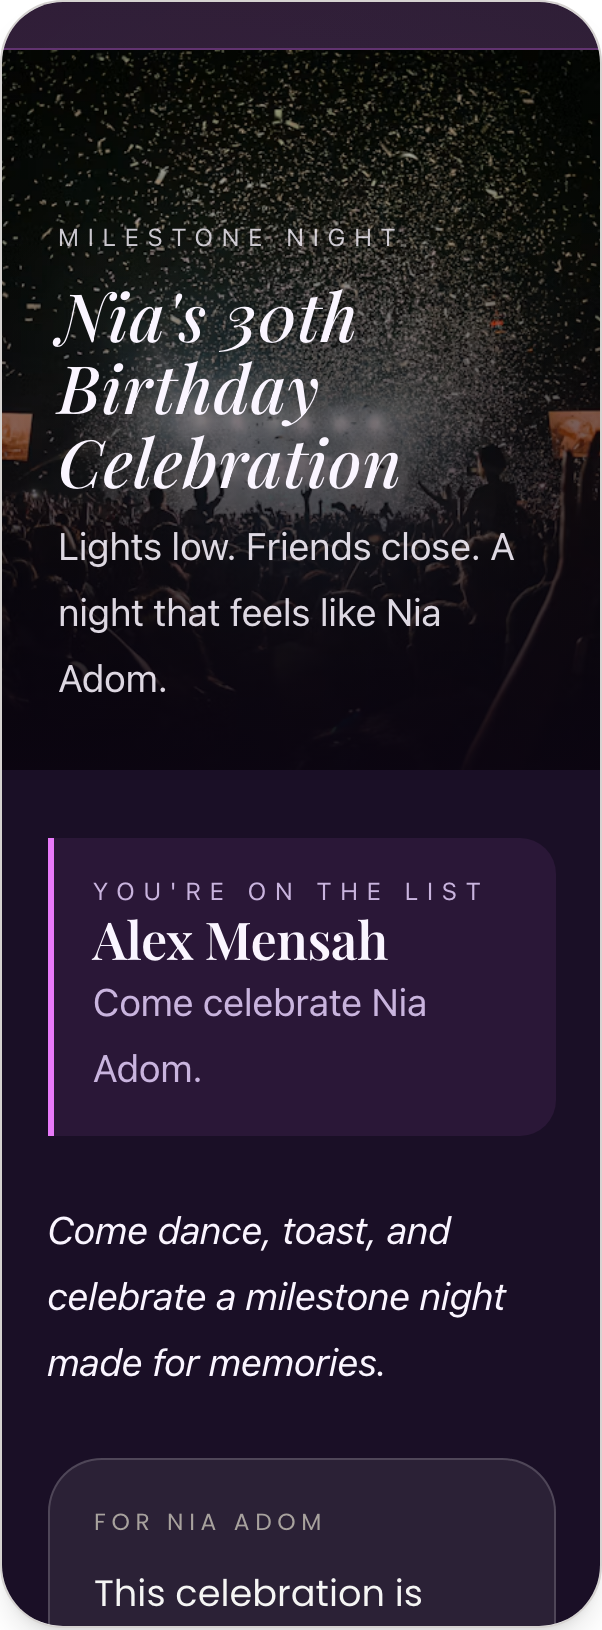 MILESTONE NIGHT
Nia's 30th
Birthday
Celebration
Lights low. Friends close. A
night that feels like Nia
Adom.
YOU'RE ON THE LIST
Alex Mensah
Come celebrate Nia
Adom.
Come dance, toast, and
celebrate a milestone night
made for memories.
FOR NIA ADOM
This celebration is